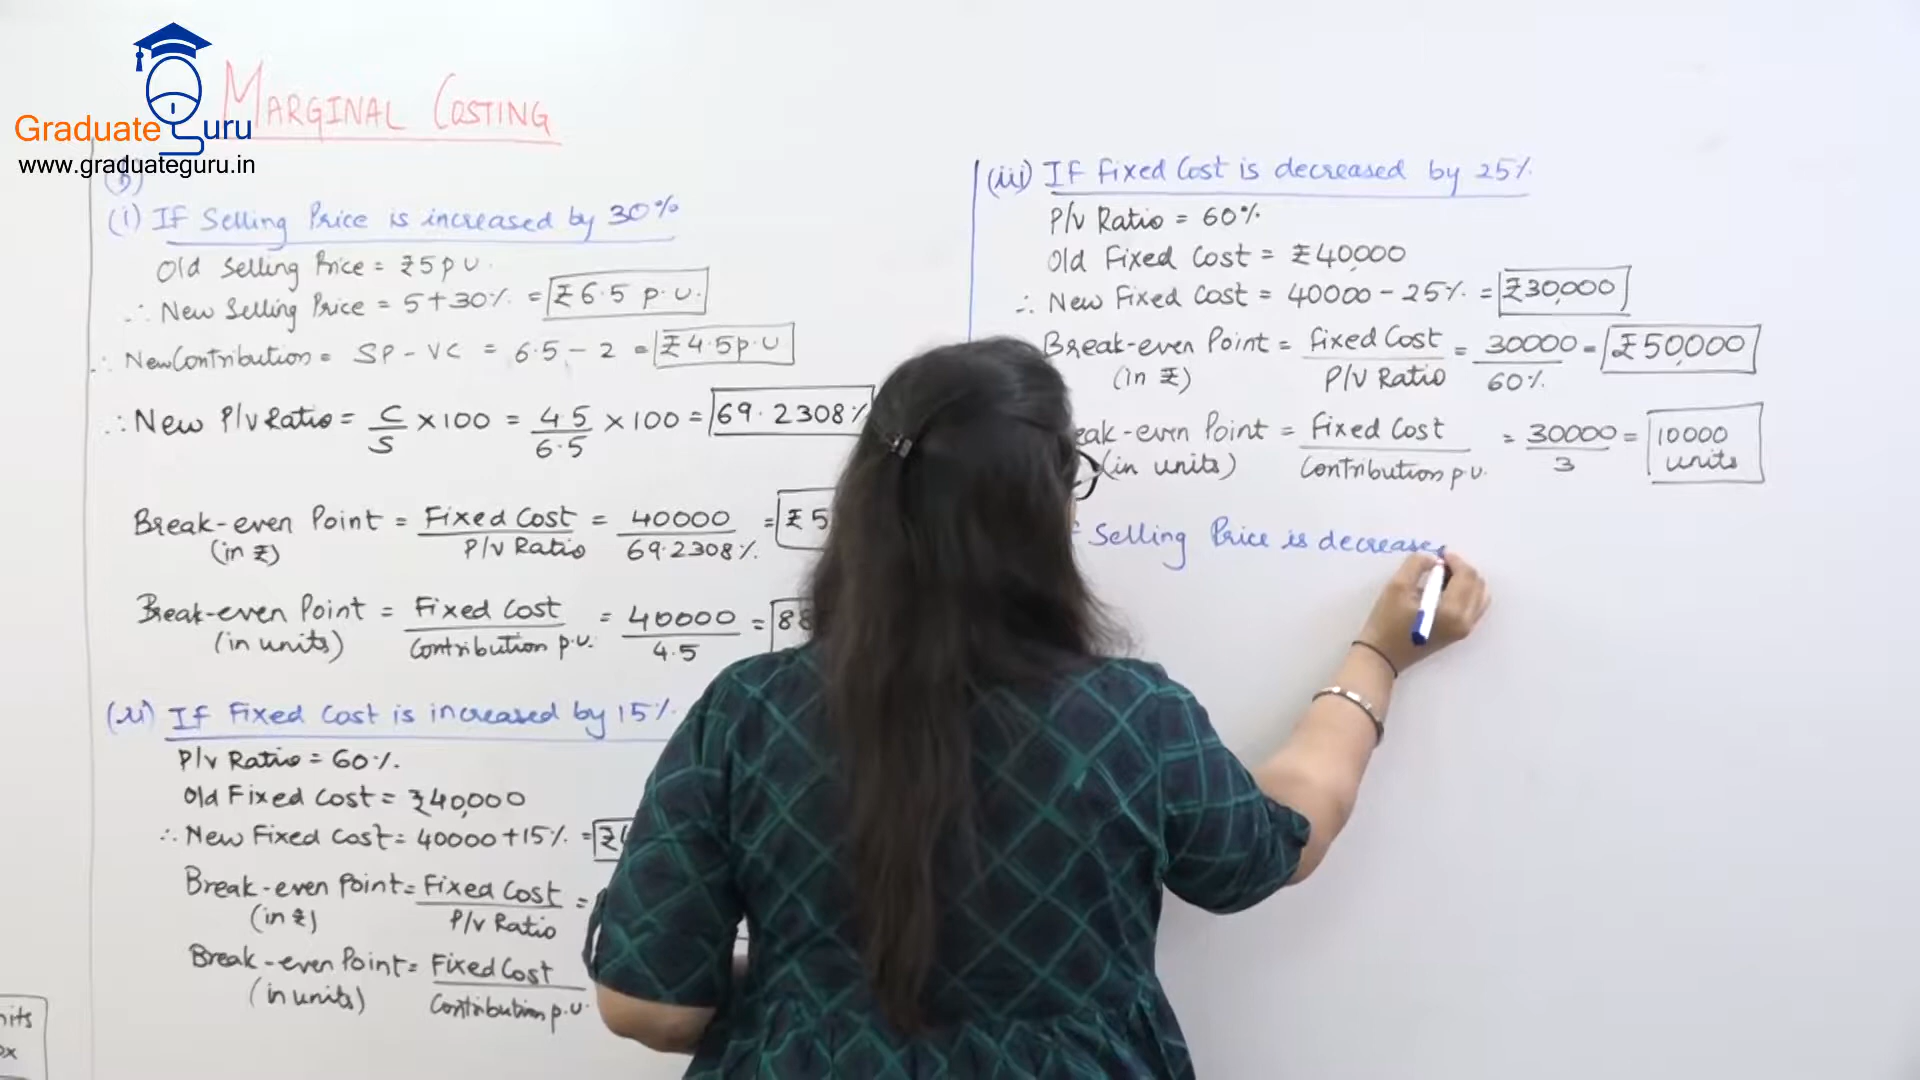 Graduate Guru
www.graduateguru.in
MARGINAL COSTING
(i) IF Selling Price is increased by 30%
Old Selling Price = ₹5 p.u.
∴ New Selling Price = 5+30% = ₹6.5 p.u.
∴ New Contribution = SP - VC = 6.5 - 2 = ₹4.5 p.u
∴ New P/v Ratio = C/S × 100 = 4.5/6.5 × 100 = 69.2308%
Break-even Point (in ₹) = Fixed Cost/P/v Ratio = 40000/69.2308% = ₹5
Break-even Point (in units) = Fixed Cost/Contribution p.u. = 40000/4.5 = 88
(ii) IF Fixed Cost is increased by 15%
P/v Ratio = 60%
Old Fixed Cost = ₹40,000
∴ New Fixed Cost = 40000+15% = ₹
Break-even Point (in ₹) = Fixed Cost/P/v Ratio =
Break-even Point (in units) = Fixed Cost/Contribution p.u.
(iii) IF Fixed Cost is decreased by 25%
P/v Ratio = 60%
Old Fixed Cost = ₹40,000
∴ New Fixed Cost = 40000 - 25% = ₹30,000
Break-even Point (in ₹) = Fixed Cost/P/v Ratio = 30000/60% = ₹50,000
eak-even Point (in units) = Fixed Cost/Contribution p.u. = 30000/3 = 10000 units
Selling Price is decrease